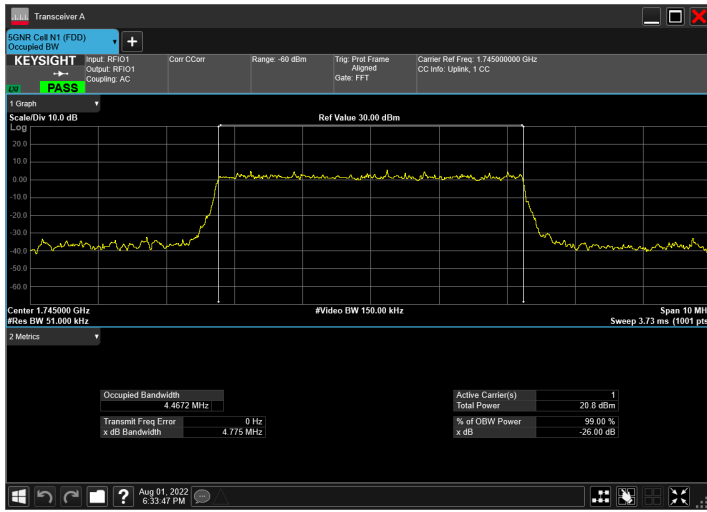 Transceiver A
5GNR Cell N1 (FDD)
Occupied BW
KEYSIGHT
LXI
PASS
Input: RFIO1
Output: RFIO1
Coupling: AC
Corr CCorr
Range: -60 dBm
Trig: Prot Frame
Aligned
Gate: FFT
Carrier Ref Freq: 1.745000000 GHz
CC Info: Uplink, 1 CC
1 Graph
Scale/Div 10.0 dB
Ref Value 30.00 dBm
Log
20.0
10.0
0.00
-10.0
-20.0
-30.0
-40.0
-50.0
-60.0
Center 1.745000 GHz
#Video BW 150.00 kHz
Span 10 MH
#Res BW 51.000 kHz
Sweep 3.73 ms (1001 pts
2 Metrics
Occupied Bandwidth
4.4672 MHz
Transmit Freq Error 0 Hz
x dB Bandwidth 4.775 MHz
Active Carrier(s) 1
Total Power 20.8 dBm
% of OBW Power 99.00 %
x dB -26.00 dB
Aug 01, 2022
6:33:47 PM